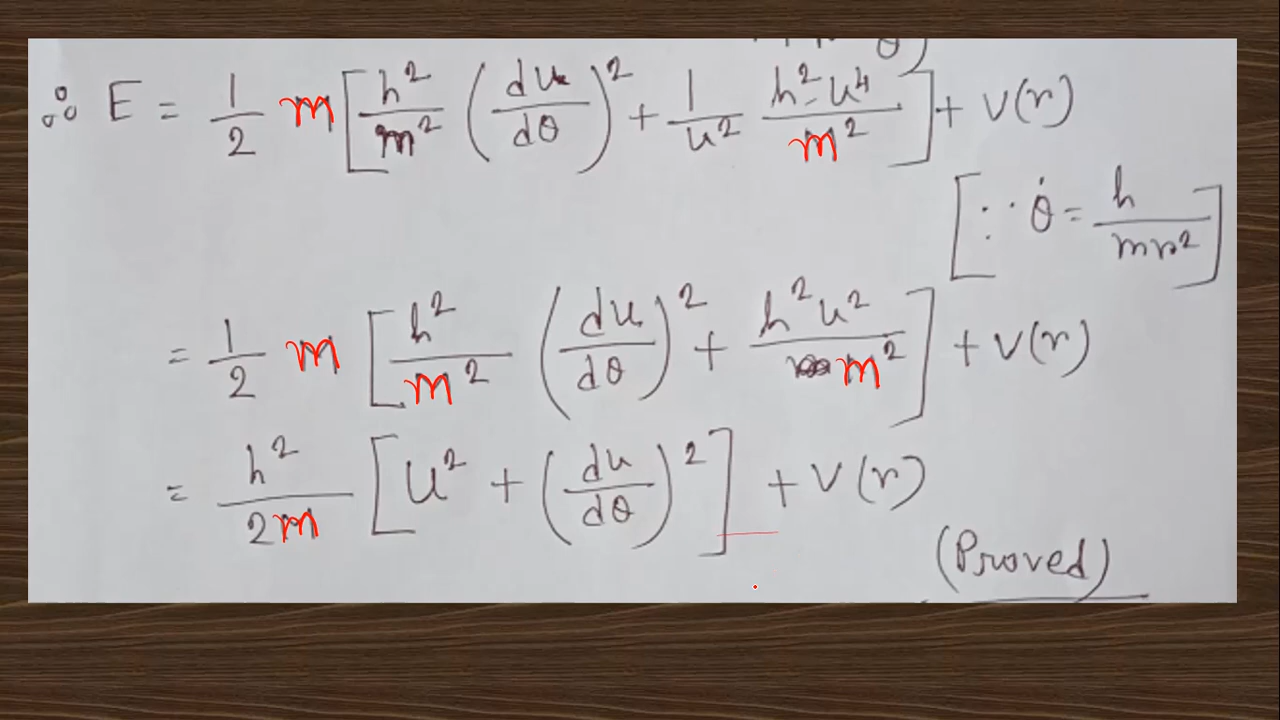 ∴ E = 1/2 m [ h²/m² (du/dθ)² + 1/u² h²u⁴/m² ] + V(r)
[ ∵ θ̇ = h/mr² ]
= 1/2 m [ h²/m² (du/dθ)² + h²u²/m² ] + V(r)
= h²/2m [ u² + (du/dθ)² ] + V(r)
(Proved)